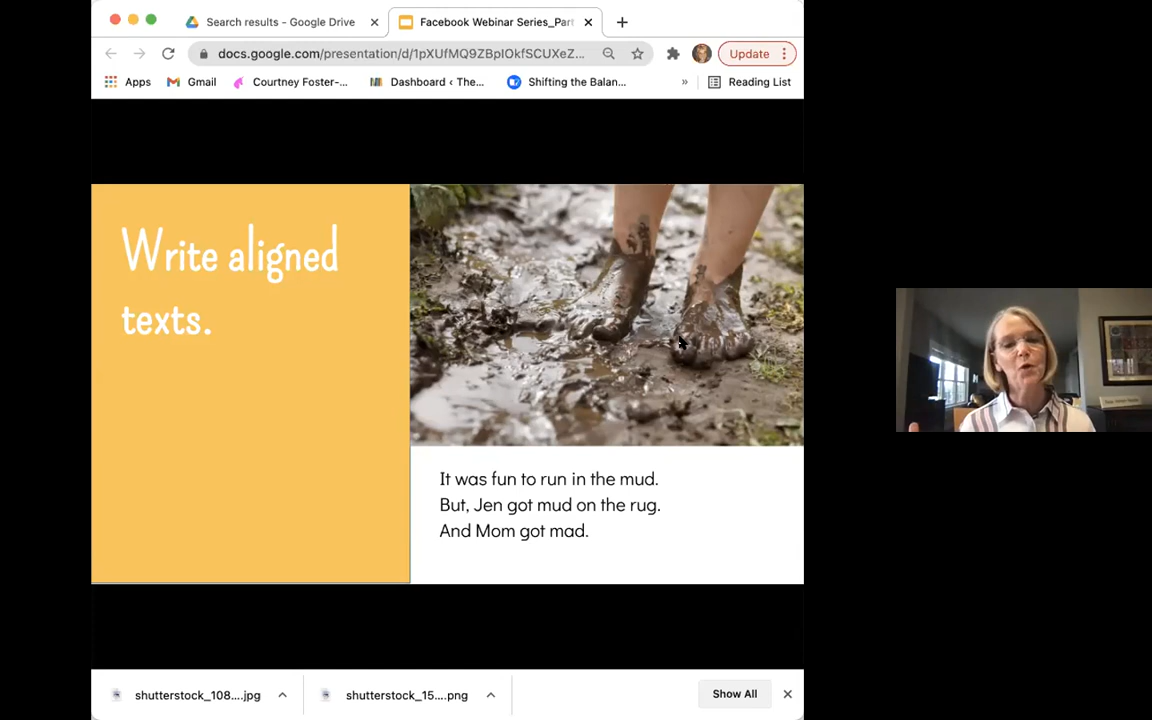 Search results - Google Drive
Facebook Webinar Series_Part
docs.google.com/presentation/d/1pXUfMQ9ZBpIOkfSCUXeZ...
Update
Apps
Gmail
Courtney Foster-...
Dashboard ‹ The...
Shifting the Balan...
»
Reading List
Write aligned
texts.
It was fun to run in the mud.
But, Jen got mud on the rug.
And Mom got mad.
shutterstock_108....jpg
shutterstock_15....png
Show All